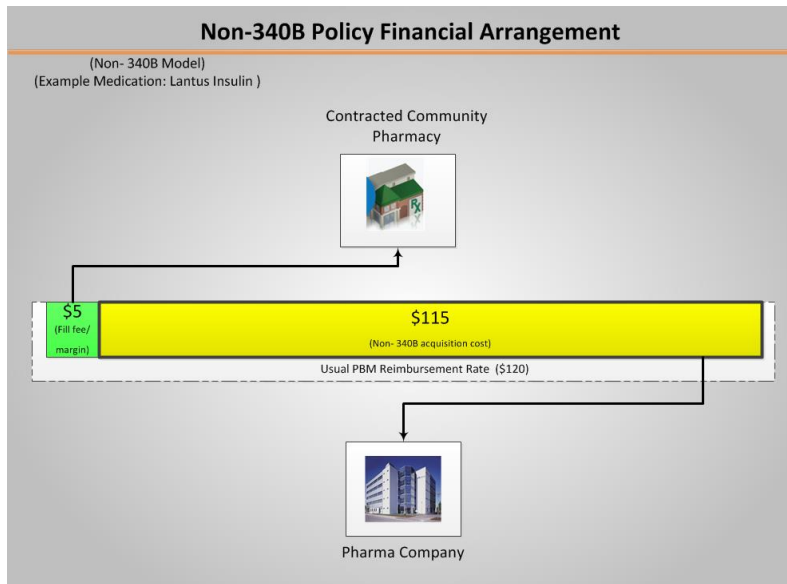 Non-340B Policy Financial Arrangement
(Non- 340B Model)
(Example Medication: Lantus Insulin )
Contracted Community
Pharmacy
RX
$5
(Fill fee/
margin)
$115
(Non- 340B acquisition cost)
Usual PBM Reimbursement Rate  ($120)
Pharma Company